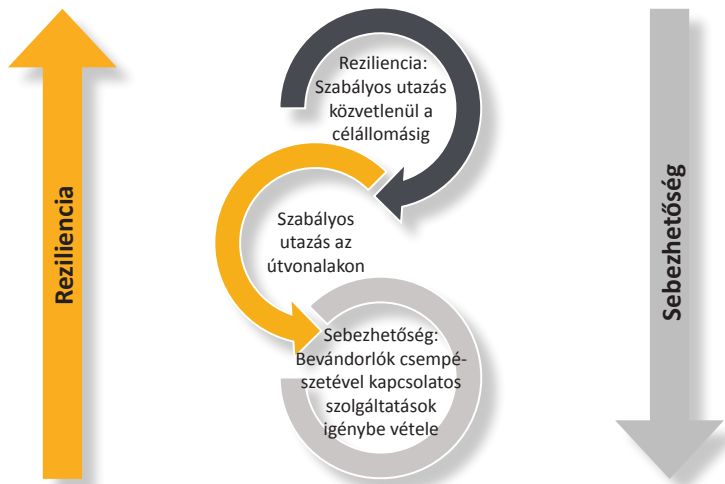 Reziliencia
Reziliencia:
Szabályos utazás
közvetlenül a
célállomásig
Szabályos
utazás az
útvonalakon
Sebezhetőség:
Bevándorlók csempé-
szetével kapcsolatos
szolgáltatások
igénybe vétele
Sebezhetőség